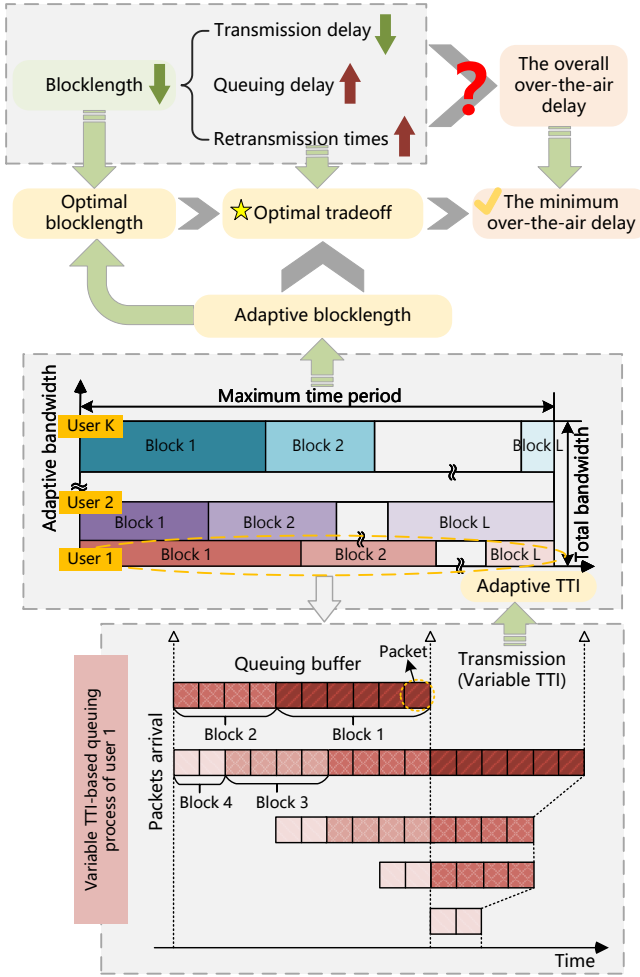 Transmission delay
Blocklength
Queuing delay
Retransmission times
?
The overall
over-the-air
delay
Optimal
blocklength
Optimal tradeoff
The minimum
over-the-air delay
Adaptive blocklength
Maximum time period
Adaptive bandwidth
Total bandwidth
User K
Block 1
Block 2
Block L
User 2
Block 1
Block 2
Block L
User 1
Block 1
Block 2
Block L
Adaptive TTI
Variable TTI-based queuing
process of user 1
Packets arrival
Queuing buffer
Packet
Transmission
(Variable TTI)
Block 2
Block 1
Block 4
Block 3
Time